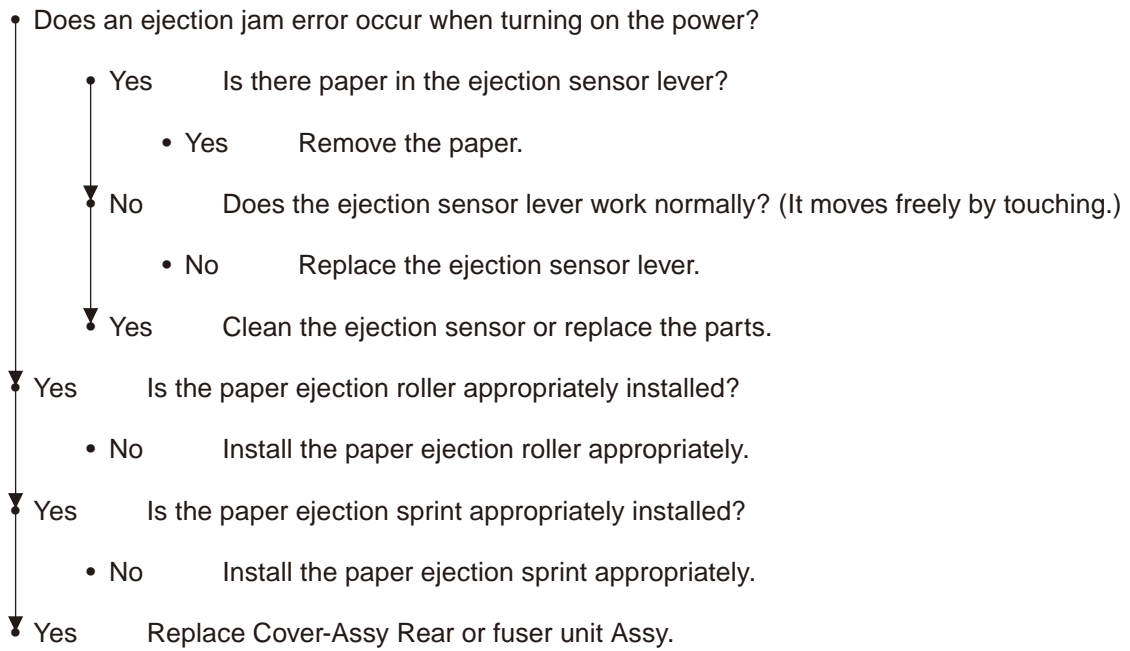 • Does an ejection jam error occur when turning on the power?
• Yes Is there paper in the ejection sensor lever?
• Yes Remove the paper.
• No Does the ejection sensor lever work normally? (It moves freely by touching.)
• No Replace the ejection sensor lever.
• Yes Clean the ejection sensor or replace the parts.
• Yes Is the paper ejection roller appropriately installed?
• No Install the paper ejection roller appropriately.
• Yes Is the paper ejection sprint appropriately installed?
• No Install the paper ejection sprint appropriately.
• Yes Replace Cover-Assy Rear or fuser unit Assy.